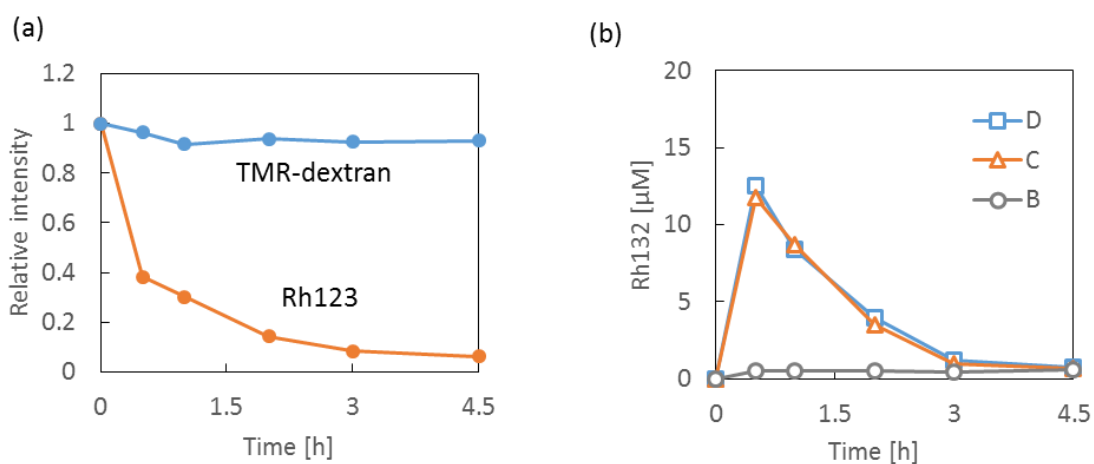 (a)
1.2
1
0.8
0.6
0.4
0.2
0
Relative intensity
TMR-dextran
Rh123
0 1.5 3 4.5
Time [h]
(b)
20
15
10
5
0
Rh132 [µM]
D
C
B
0 1.5 3 4.5
Time [h]